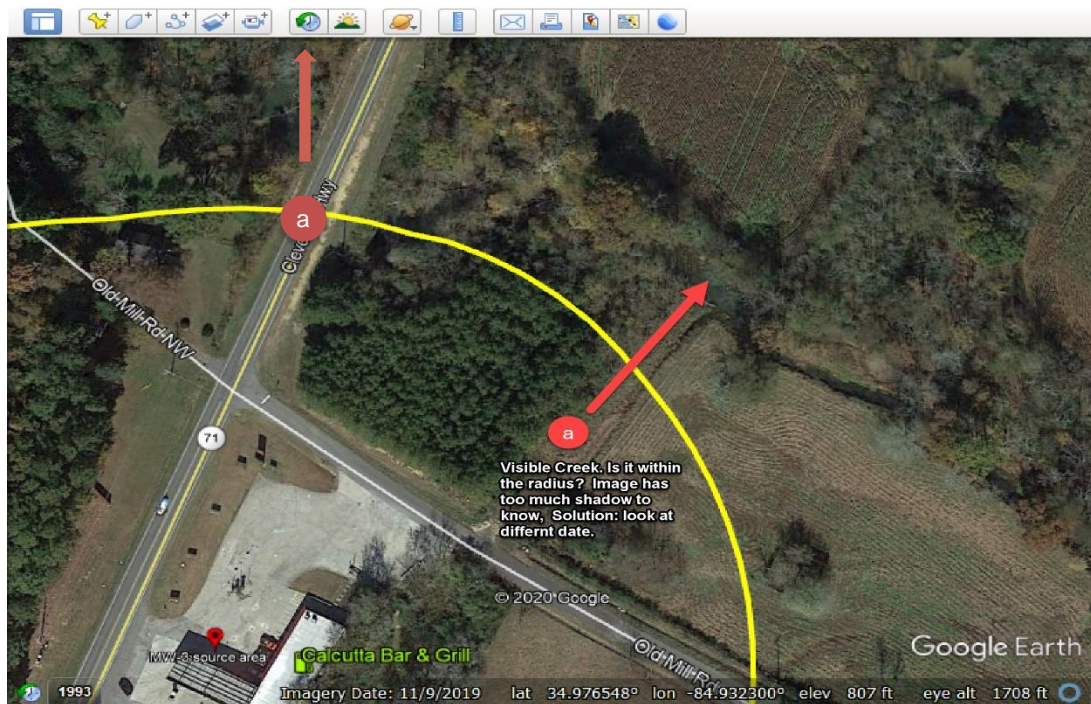 a
Cleve
Hwy
Old Mill Rd NW
71
a
Visible Creek. Is it within
the radius? Image has
too much shadow to
know, Solution: look at
differnt date.
© 2020 Google
MW-3 source area
Calcutta Bar & Grill
Old Mill Rd
Google Earth
1993
Imagery Date: 11/9/2019 lat 34.976548° lon -84.932300° elev 807 ft eye alt 1708 ft